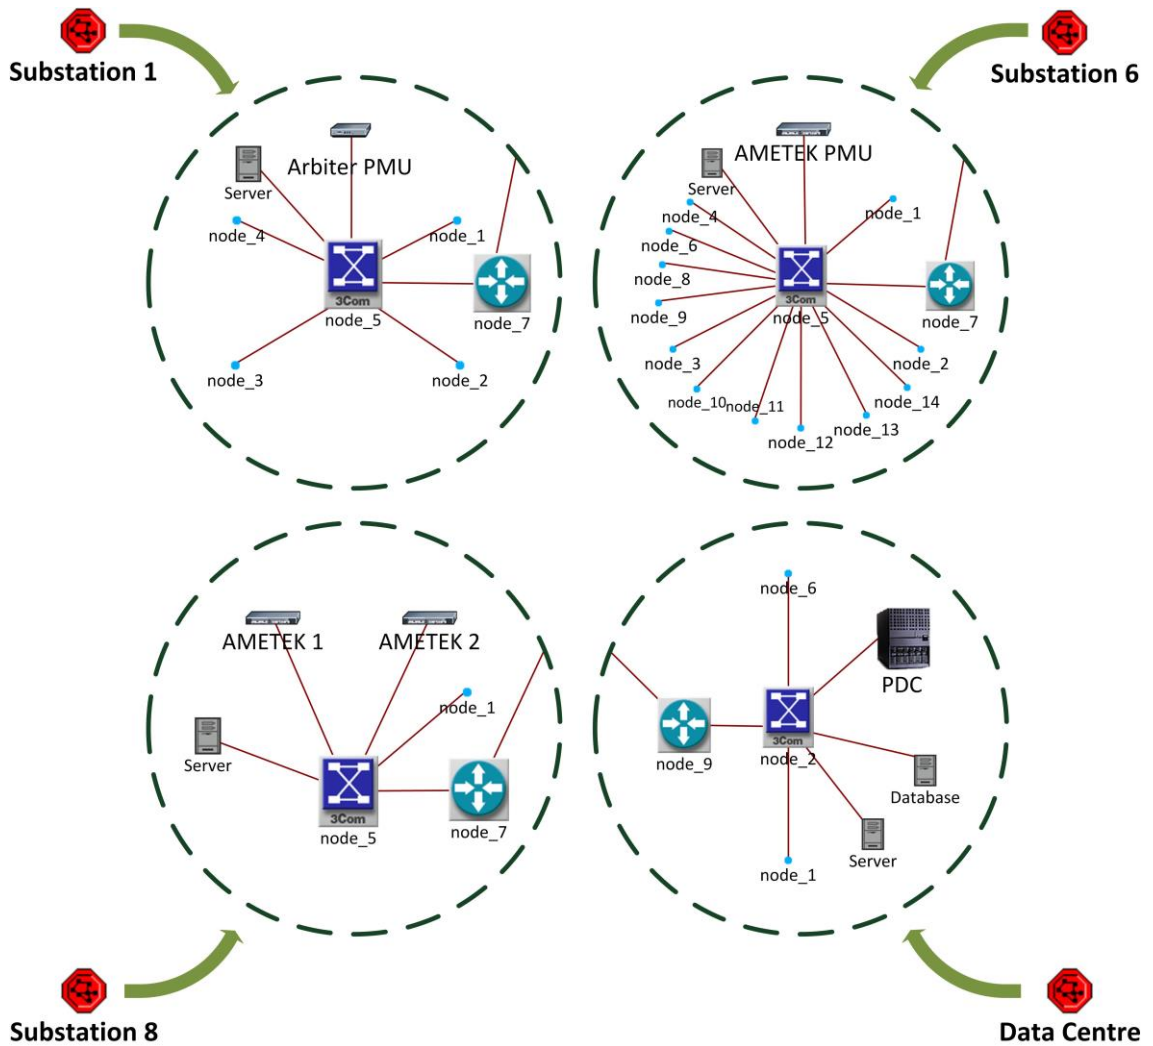 Substation 1
Substation 6
Arbiter PMU
Server
node_4
node_1
3Com
node_5
node_7
node_3
node_2
AMETEK PMU
Server
node_4
node_1
node_6
node_8
3Com
node_9
node_5
node_7
node_3
node_2
node_10
node_11
node_14
node_12
node_13
AMETEK 1
AMETEK 2
node_1
Server
3Com
node_5
node_7
node_6
PDC
3Com
node_2
node_9
Database
Server
node_1
Substation 8
Data Centre